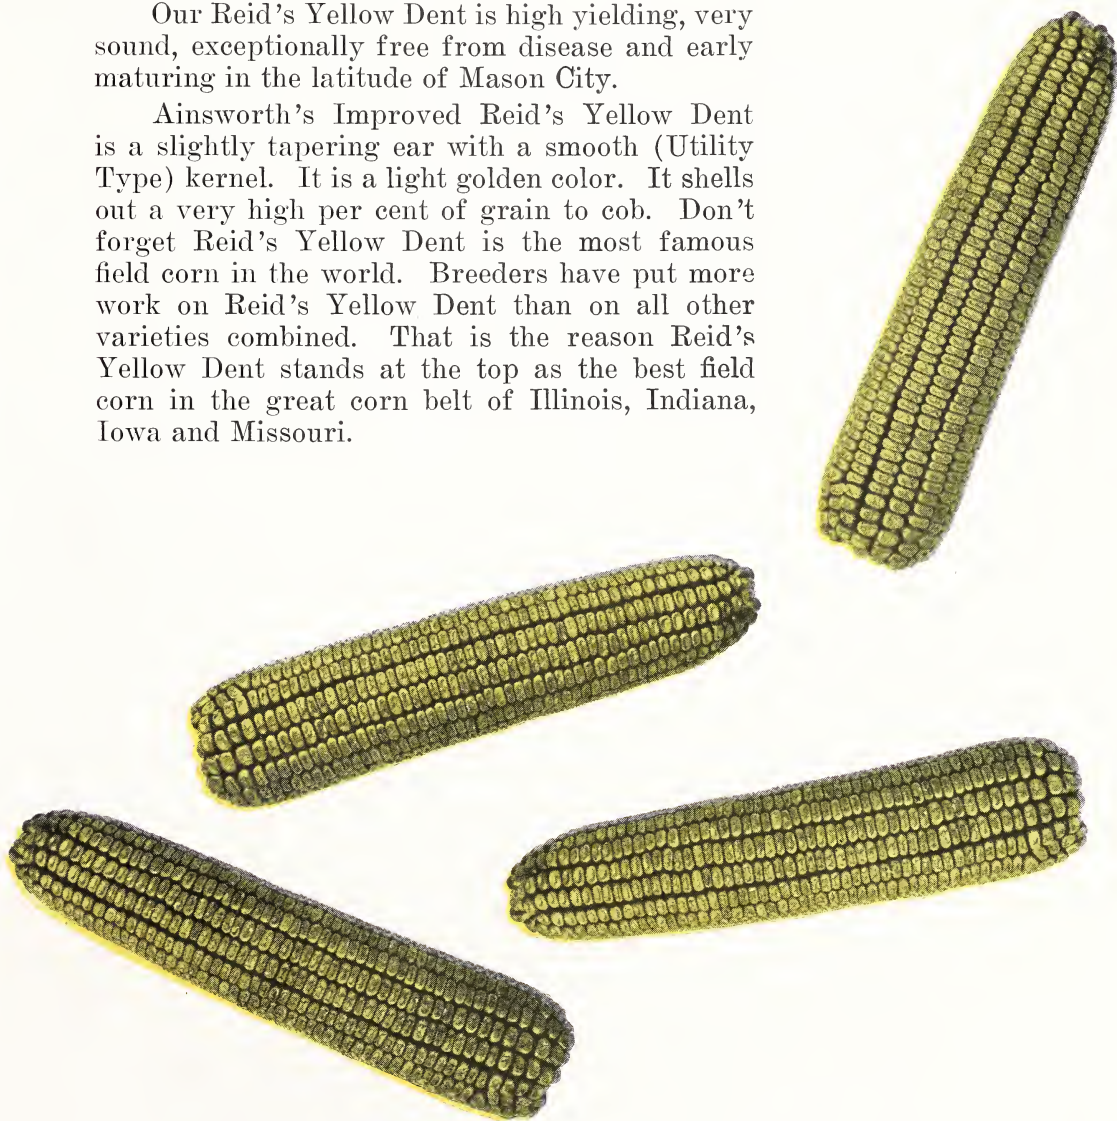 Our Reid's Yellow Dent is high yielding, very
sound, exceptionally free from disease and early
maturing in the latitude of Mason City.
Ainsworth's Improved Reid's Yellow Dent
is a slightly tapering ear with a smooth (Utility
Type) kernel. It is a light golden color. It shells
out a very high per cent of grain to cob. Don't
forget Reid's Yellow Dent is the most famous
field corn in the world. Breeders have put more
work on Reid's Yellow Dent than on all other
varieties combined. That is the reason Reid's
Yellow Dent stands at the top as the best field
corn in the great corn belt of Illinois, Indiana,
Iowa and Missouri.